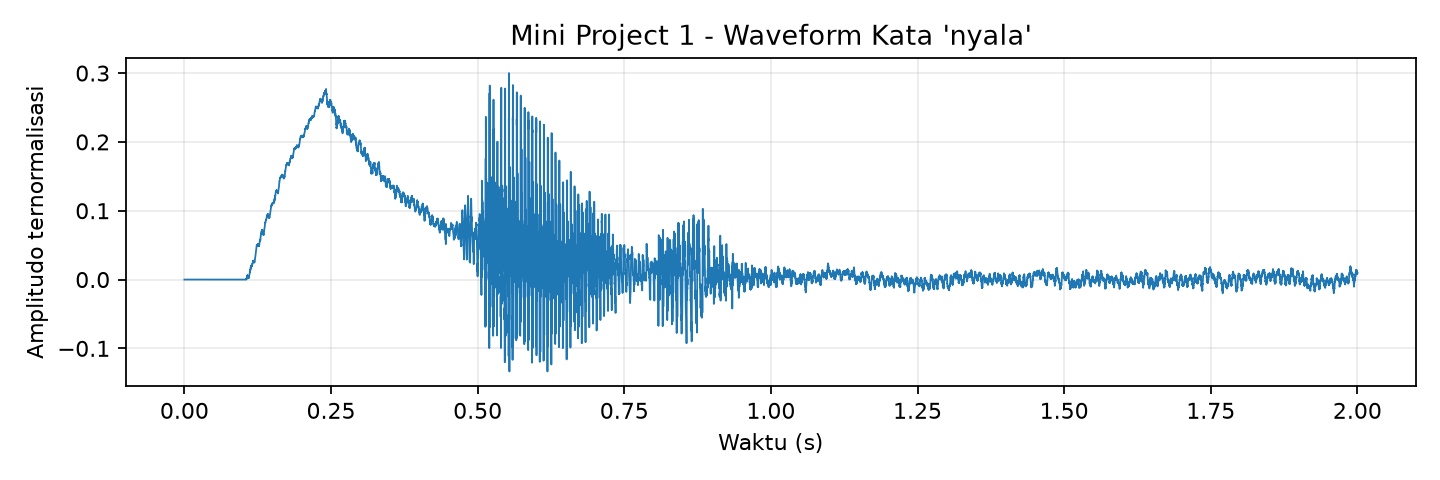 Mini Project 1 - Waveform Kata 'nyala'
Amplitudo ternormalisasi
0.3
0.2
0.1
0.0
−0.1
0.00 0.25 0.50 0.75 1.00 1.25 1.50 1.75 2.00
Waktu (s)